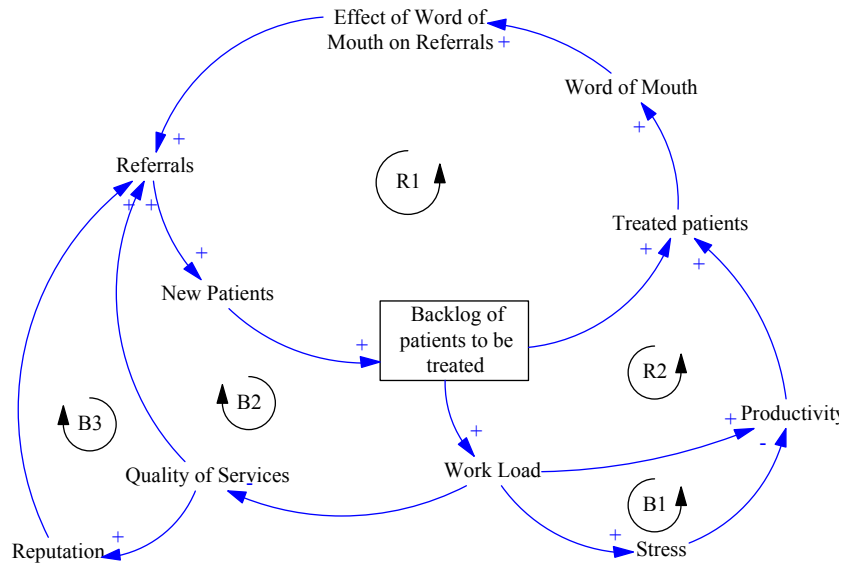 Effect of Word of
Mouth on Referrals +
Word of Mouth
+
+
Referrals
R1
+ +
Treated patients
+
+
+
New Patients
Backlog of
patients to be
treated
+
R2
B2
B3
Productivity
+
+
-
Work Load
Quality of Services
-
B1
+
+
Reputation
Stress